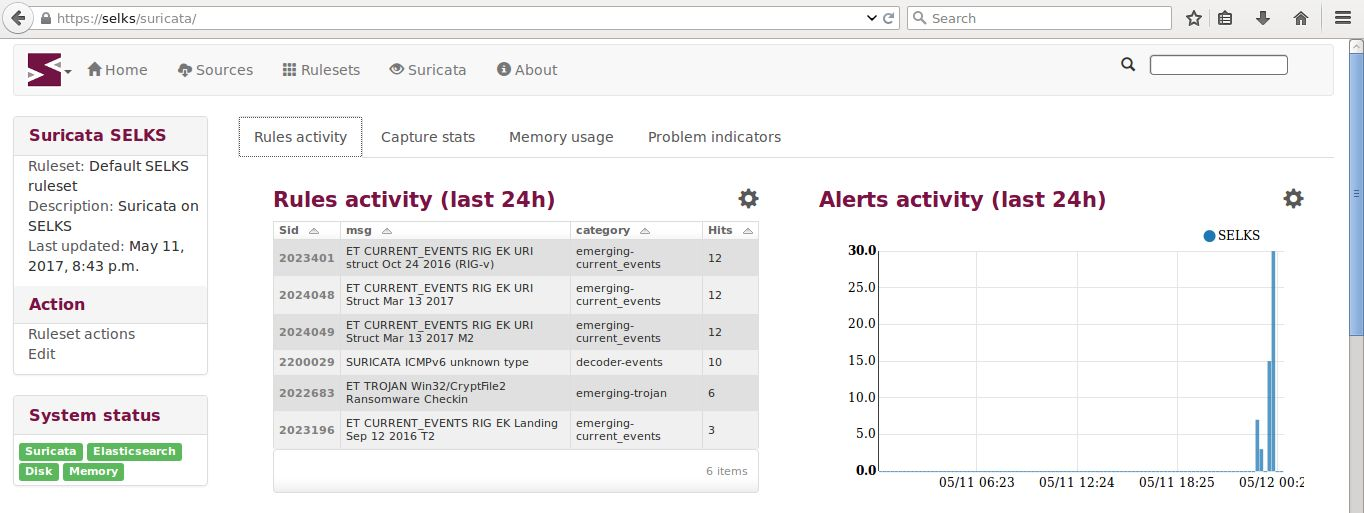 https://selks/suricata/
Search
Home Sources Rulesets Suricata About
Suricata SELKS
Ruleset: Default SELKS
ruleset
Description: Suricata on
SELKS
Last updated: May 11,
2017, 8:43 p.m.
Action
Ruleset actions
Edit
System status
Suricata Elasticsearch
Disk Memory
Rules activity Capture stats Memory usage Problem indicators
Rules activity (last 24h)
Sid msg category Hits
2023401 ET CURRENT_EVENTS RIG EK URI emerging- 12
struct Oct 24 2016 (RIG-v) current_events
2024048 ET CURRENT_EVENTS RIG EK URI emerging- 12
Struct Mar 13 2017 current_events
2024049 ET CURRENT_EVENTS RIG EK URI emerging- 12
Struct Mar 13 2017 M2 current_events
2200029 SURICATA ICMPv6 unknown type decoder-events 10
2022683 ET TROJAN Win32/CryptFile2 emerging-trojan 6
Ransomware Checkin
2023196 ET CURRENT_EVENTS RIG EK Landing emerging- 3
Sep 12 2016 T2 current_events
6 items
Alerts activity (last 24h)
SELKS
30.0
25.0
20.0
15.0
10.0
5.0
0.0
05/11 06:23 05/11 12:24 05/11 18:25 05/12 00:2